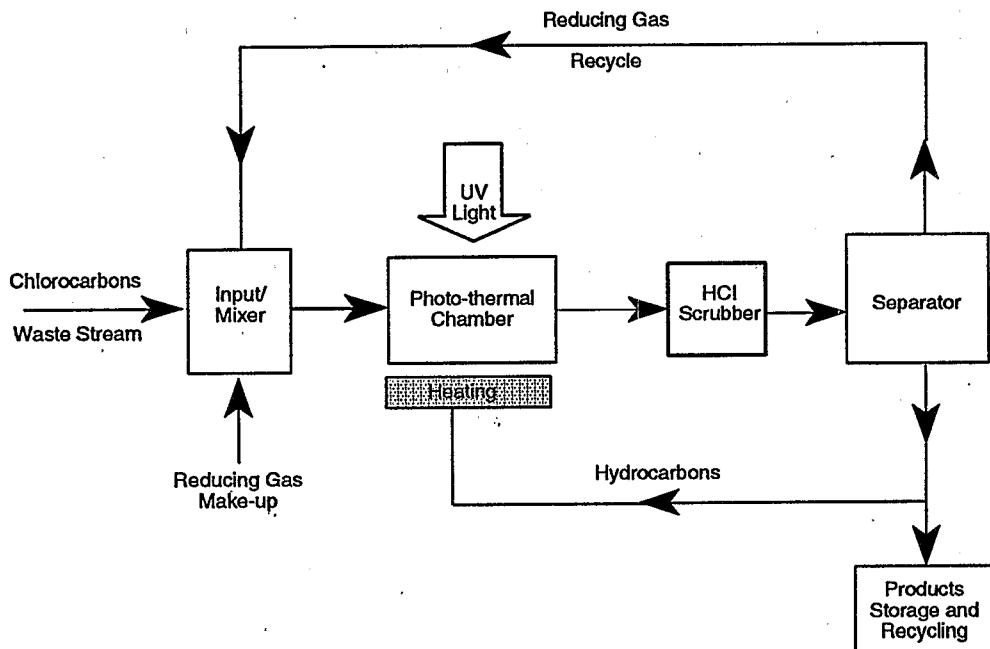 Reducing Gas
Recycle
UV
Light
Chlorocarbons
Waste Stream
Input/
Mixer
Photo-thermal
Chamber
HCl
Scrubber
Separator
Heating
Reducing Gas
Make-up
Hydrocarbons
Products
Storage and
Recycling